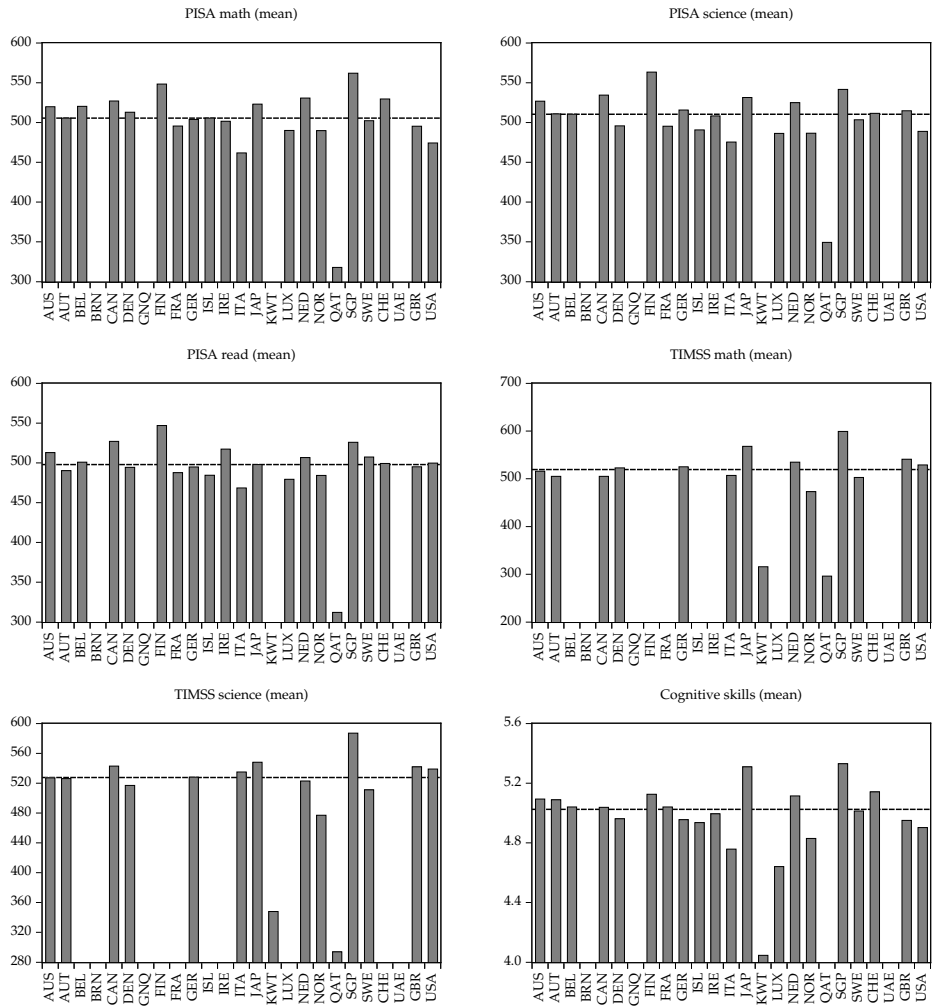 PISA math (mean)
600
550
500
450
400
350
300
AUS
AUT
BEL
BRN
CAN
DEN
GNQ
FIN
FRA
GER
ISL
IRE
ITA
JAP
KWT
LUX
NED
NOR
QAT
SGP
SWE
CHE
UAE
GBR
USA
PISA science (mean)
600
550
500
450
400
350
300
AUS
AUT
BEL
BRN
CAN
DEN
GNQ
FIN
FRA
GER
ISL
IRE
ITA
JAP
KWT
LUX
NED
NOR
QAT
SGP
SWE
CHE
UAE
GBR
USA
PISA read (mean)
600
550
500
450
400
350
300
AUS
AUT
BEL
BRN
CAN
DEN
GNQ
FIN
FRA
GER
ISL
IRE
ITA
JAP
KWT
LUX
NED
NOR
QAT
SGP
SWE
CHE
UAE
GBR
USA
TIMSS math (mean)
700
600
500
400
300
200
AUS
AUT
BEL
BRN
CAN
DEN
GNQ
FIN
GER
ISL
IRE
ITA
JAP
KWT
LUX
NED
NOR
QAT
SGP
SWE
CHE
UAE
GBR
USA
TIMSS science (mean)
600
560
520
480
440
400
360
320
280
AUS
AUT
BEL
BRN
CAN
DEN
GNQ
FIN
FRA
GER
ISL
IRE
ITA
JAP
KWT
LUX
NED
NOR
QAT
SGP
SWE
CHE
UAE
GBR
USA
Cognitive skills (mean)
5.6
5.2
4.8
4.4
4.0
AUS
AUT
BEL
BRN
CAN
DEN
GNQ
FIN
FRA
GER
ISL
IRE
ITA
JAP
KWT
LUX
NED
NOR
QAT
SGP
SWE
CHE
UAE
GBR
USA